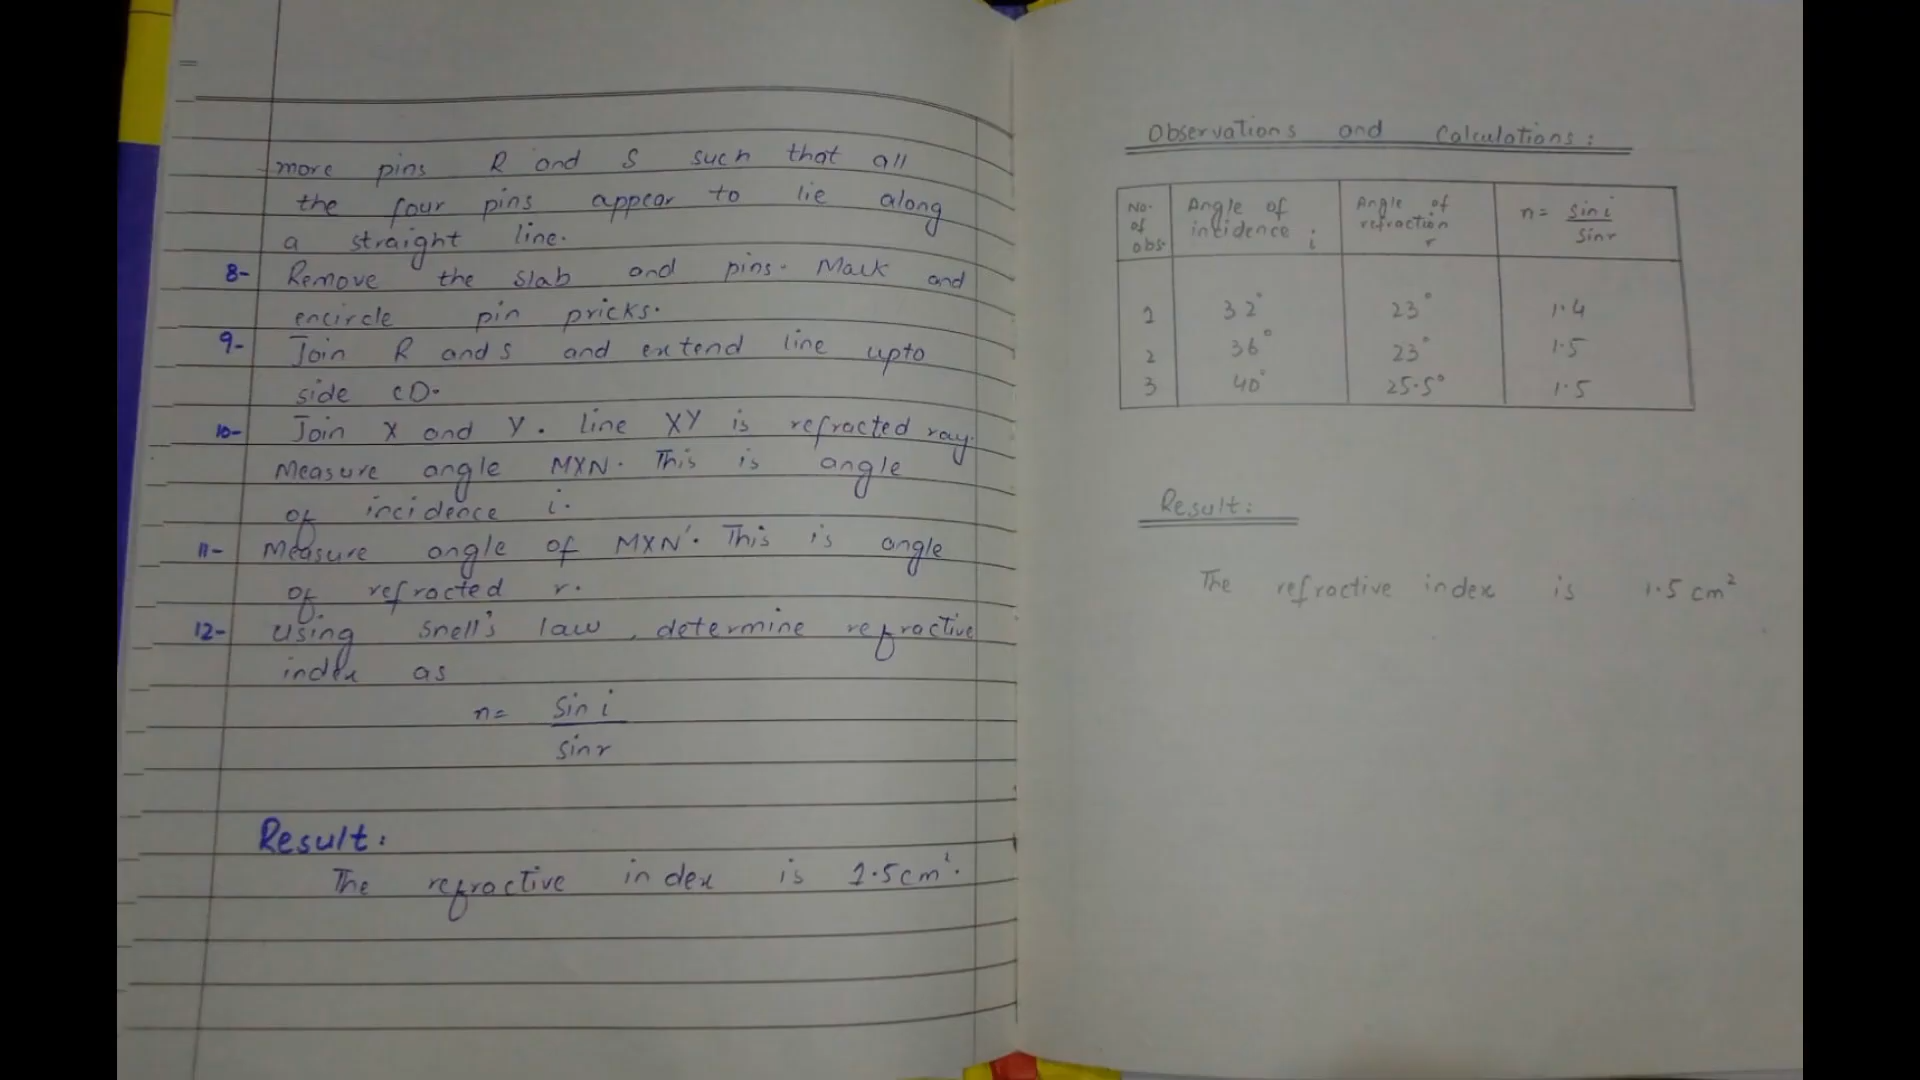 more pins R and S such that all
the four pins appear to lie along
a straight line.
8- Remove the slab and pins. Mark and
encircle pin pricks.
9- Join R and S and extend line upto
side CD.
10- Join X and Y. line XY is refracted ray.
Measure angle MXN. This is angle
of incidence i.
11- Measure angle of MXN'. This is angle
of refracted r.
12- Using Snell's law, determine refractive
index as
n= Sin i
sin r
Result:
The refractive index is 1.5cm².
Observations and Calculations:
No. of obs. Angle of incidence i Angle of refraction r n= sin i / sin r
1 32° 23° 1.4
2 36° 23° 1.5
3 40° 25.5° 1.5
Result:
The refractive index is 1.5 cm²